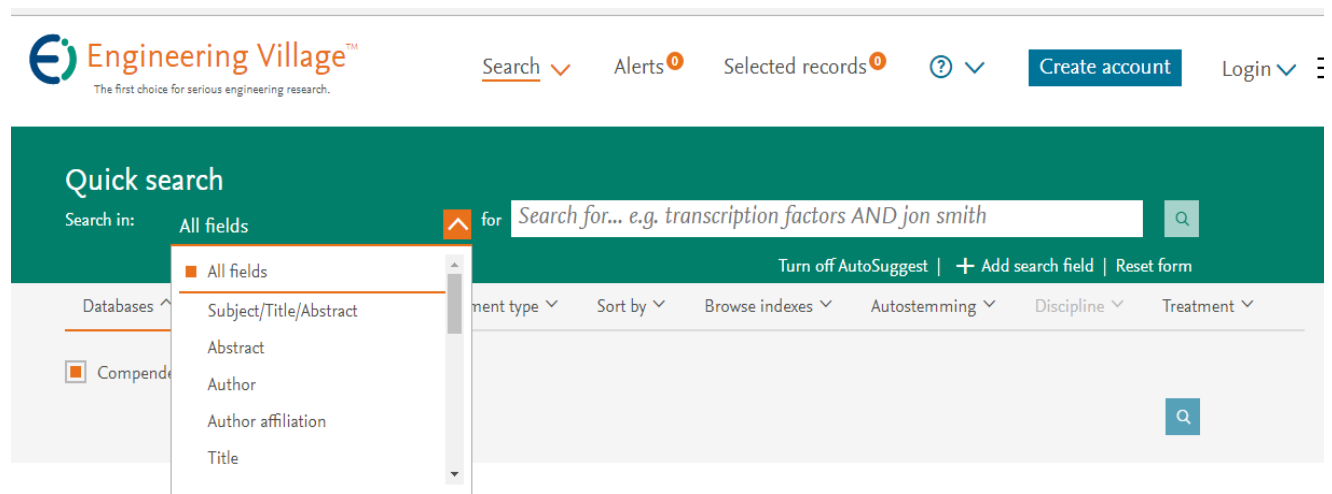 Engineering Village™
The first choice for serious engineering research.
Search Alerts 0 Selected records 0 ? Create account Login
Quick search
Search in: All fields for Search for... e.g. transcription factors AND jon smith
Turn off AutoSuggest | + Add search field | Reset form
All fields
Databases ment type Sort by Browse indexes Autostemming Discipline Treatment
Subject/Title/Abstract
Abstract
Compende
Author
Author affiliation
Title